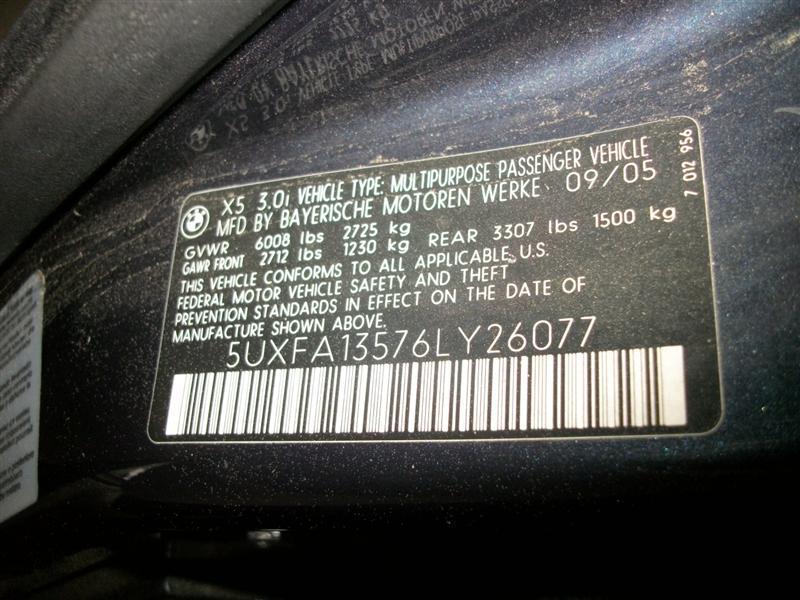 X5 3.0i VEHICLE TYPE: MULTIPURPOSE PASSENGER VEHICLE
MFD BY BAYERISCHE MOTOREN WERKE 09/05
GVWR 6008 lbs 2725 kg
GAWR FRONT 2712 lbs 1230 kg REAR 3307 lbs 1500 kg
THIS VEHICLE CONFORMS TO ALL APPLICABLE U.S.
FEDERAL MOTOR VEHICLE SAFETY AND THEFT
PREVENTION STANDARDS IN EFFECT ON THE DATE OF
MANUFACTURE SHOWN ABOVE.
5UXFA13576LY26077
7 012 956